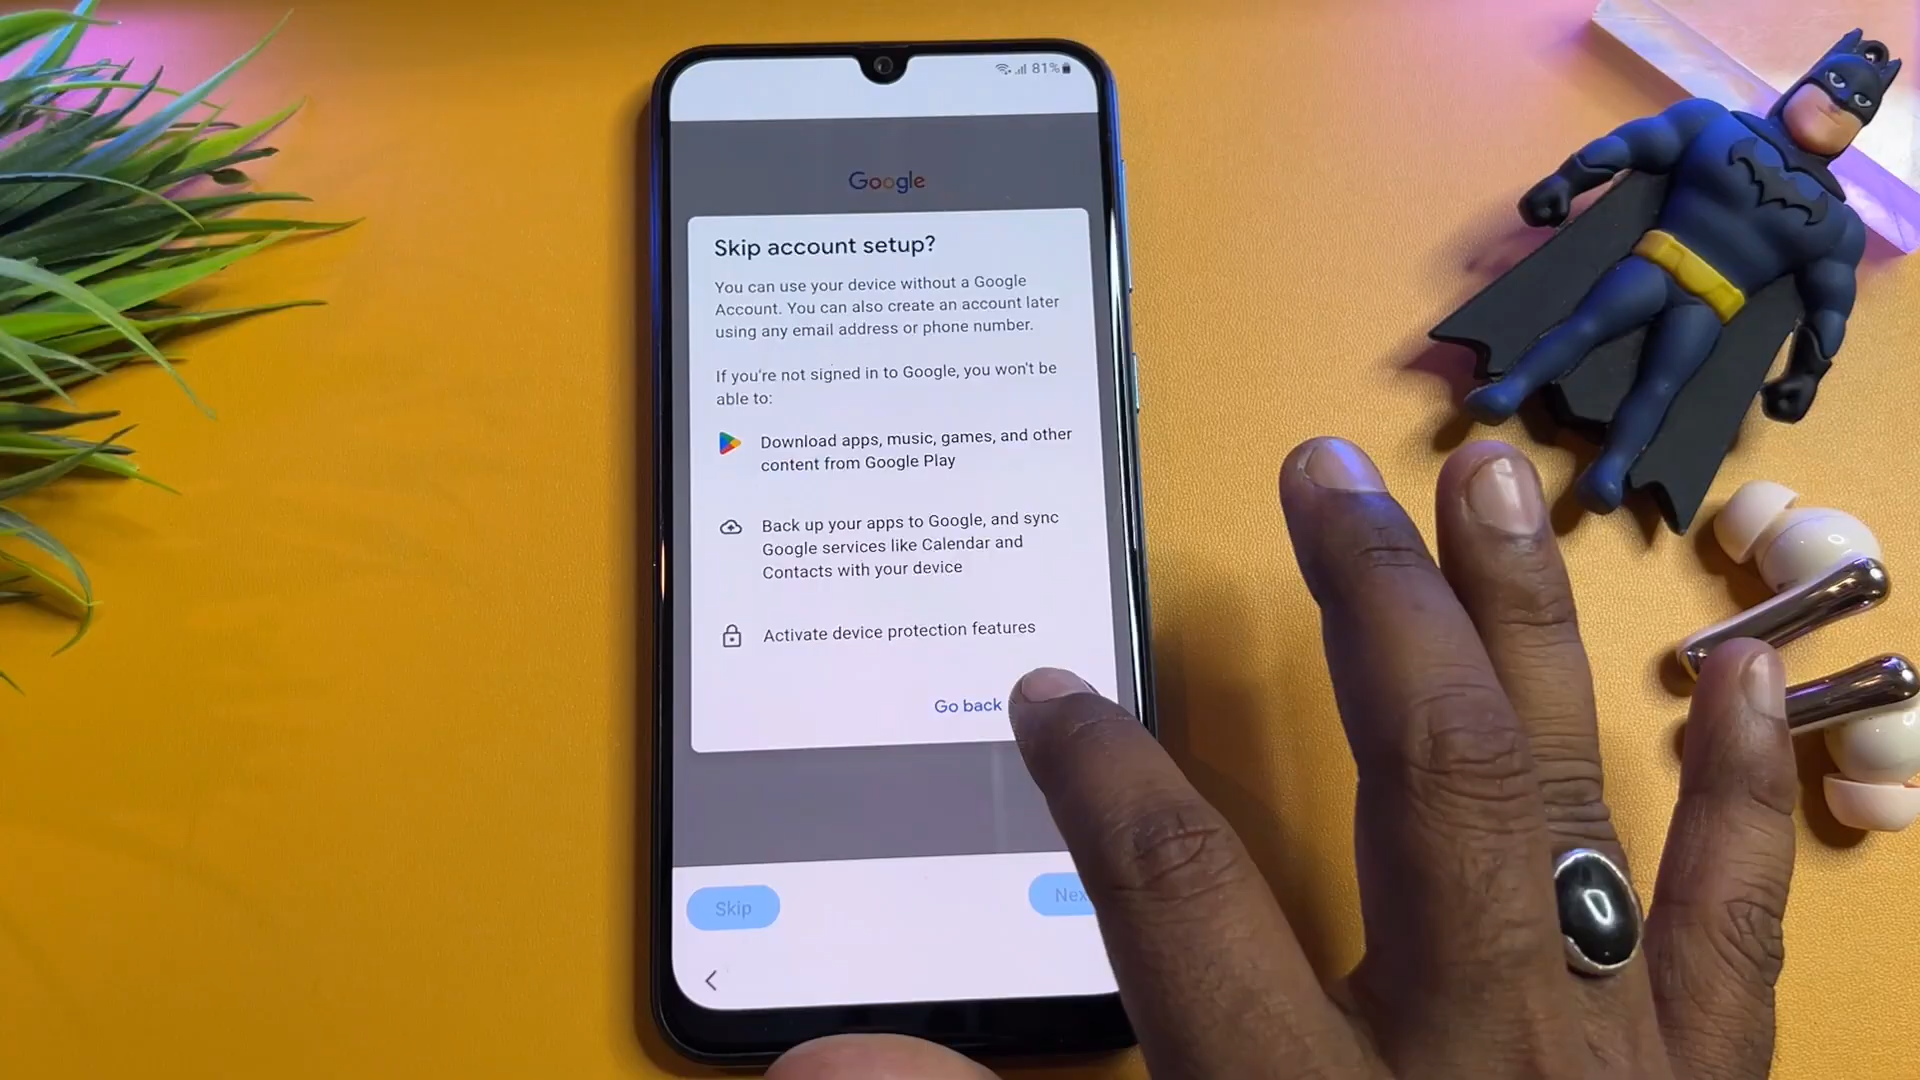 81%
Google
Skip account setup?
You can use your device without a Google
Account. You can also create an account later
using any email address or phone number.
If you're not signed in to Google, you won't be
able to:
Download apps, music, games, and other
content from Google Play
Back up your apps to Google, and sync
Google services like Calendar and
Contacts with your device
Activate device protection features
Go back
Skip
Nex